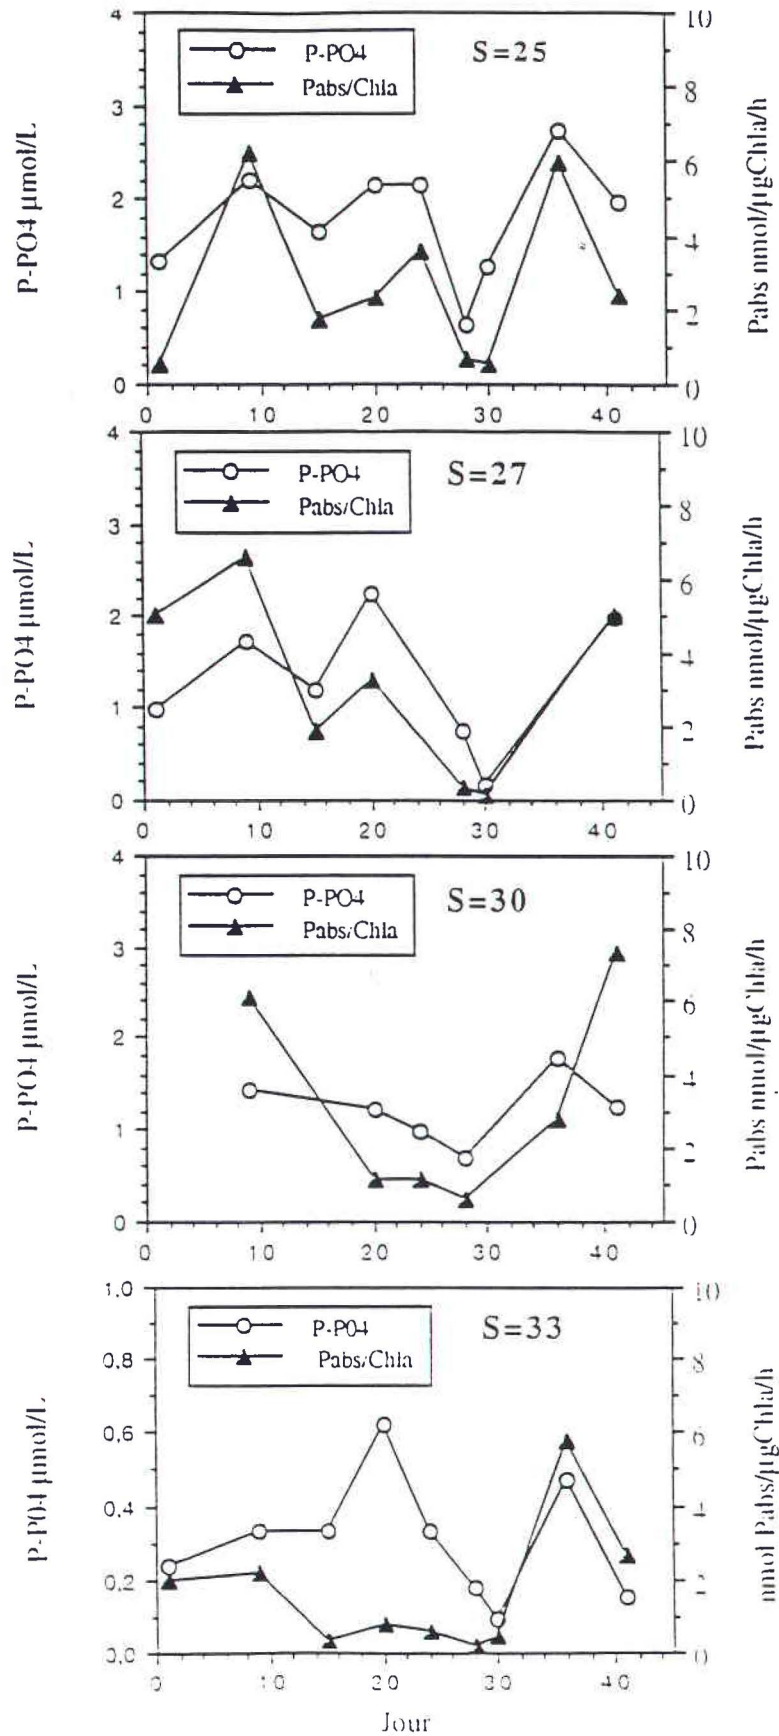 4
10
P-PO4
Pabs/Chla
S=25
3
8
P-PO4 µmol/L
2
6
4
Pabs nmol/µgChla/h
1
2
0
0
0 10 20 30 40
4
10
P-PO4
Pabs/Chla
S=27
3
8
P-PO4 µmol/L
2
6
4
Pabs nmol/µgChla/h
1
2
0
0
0 10 20 30 40
4
10
P-PO4
Pabs/Chla
S=30
3
8
P-PO4 µmol/L
2
6
4
Pabs nmol/µgChla/h
1
2
0
0
0 10 20 30 40
1.0
10
P-PO4
Pabs/Chla
S=33
0.8
8
P-PO4 µmol/L
0.6
6
0.4
4
nmol Pabs/µgChla/h
0.2
2
0.0
0
0 10 20 30 40
Jour